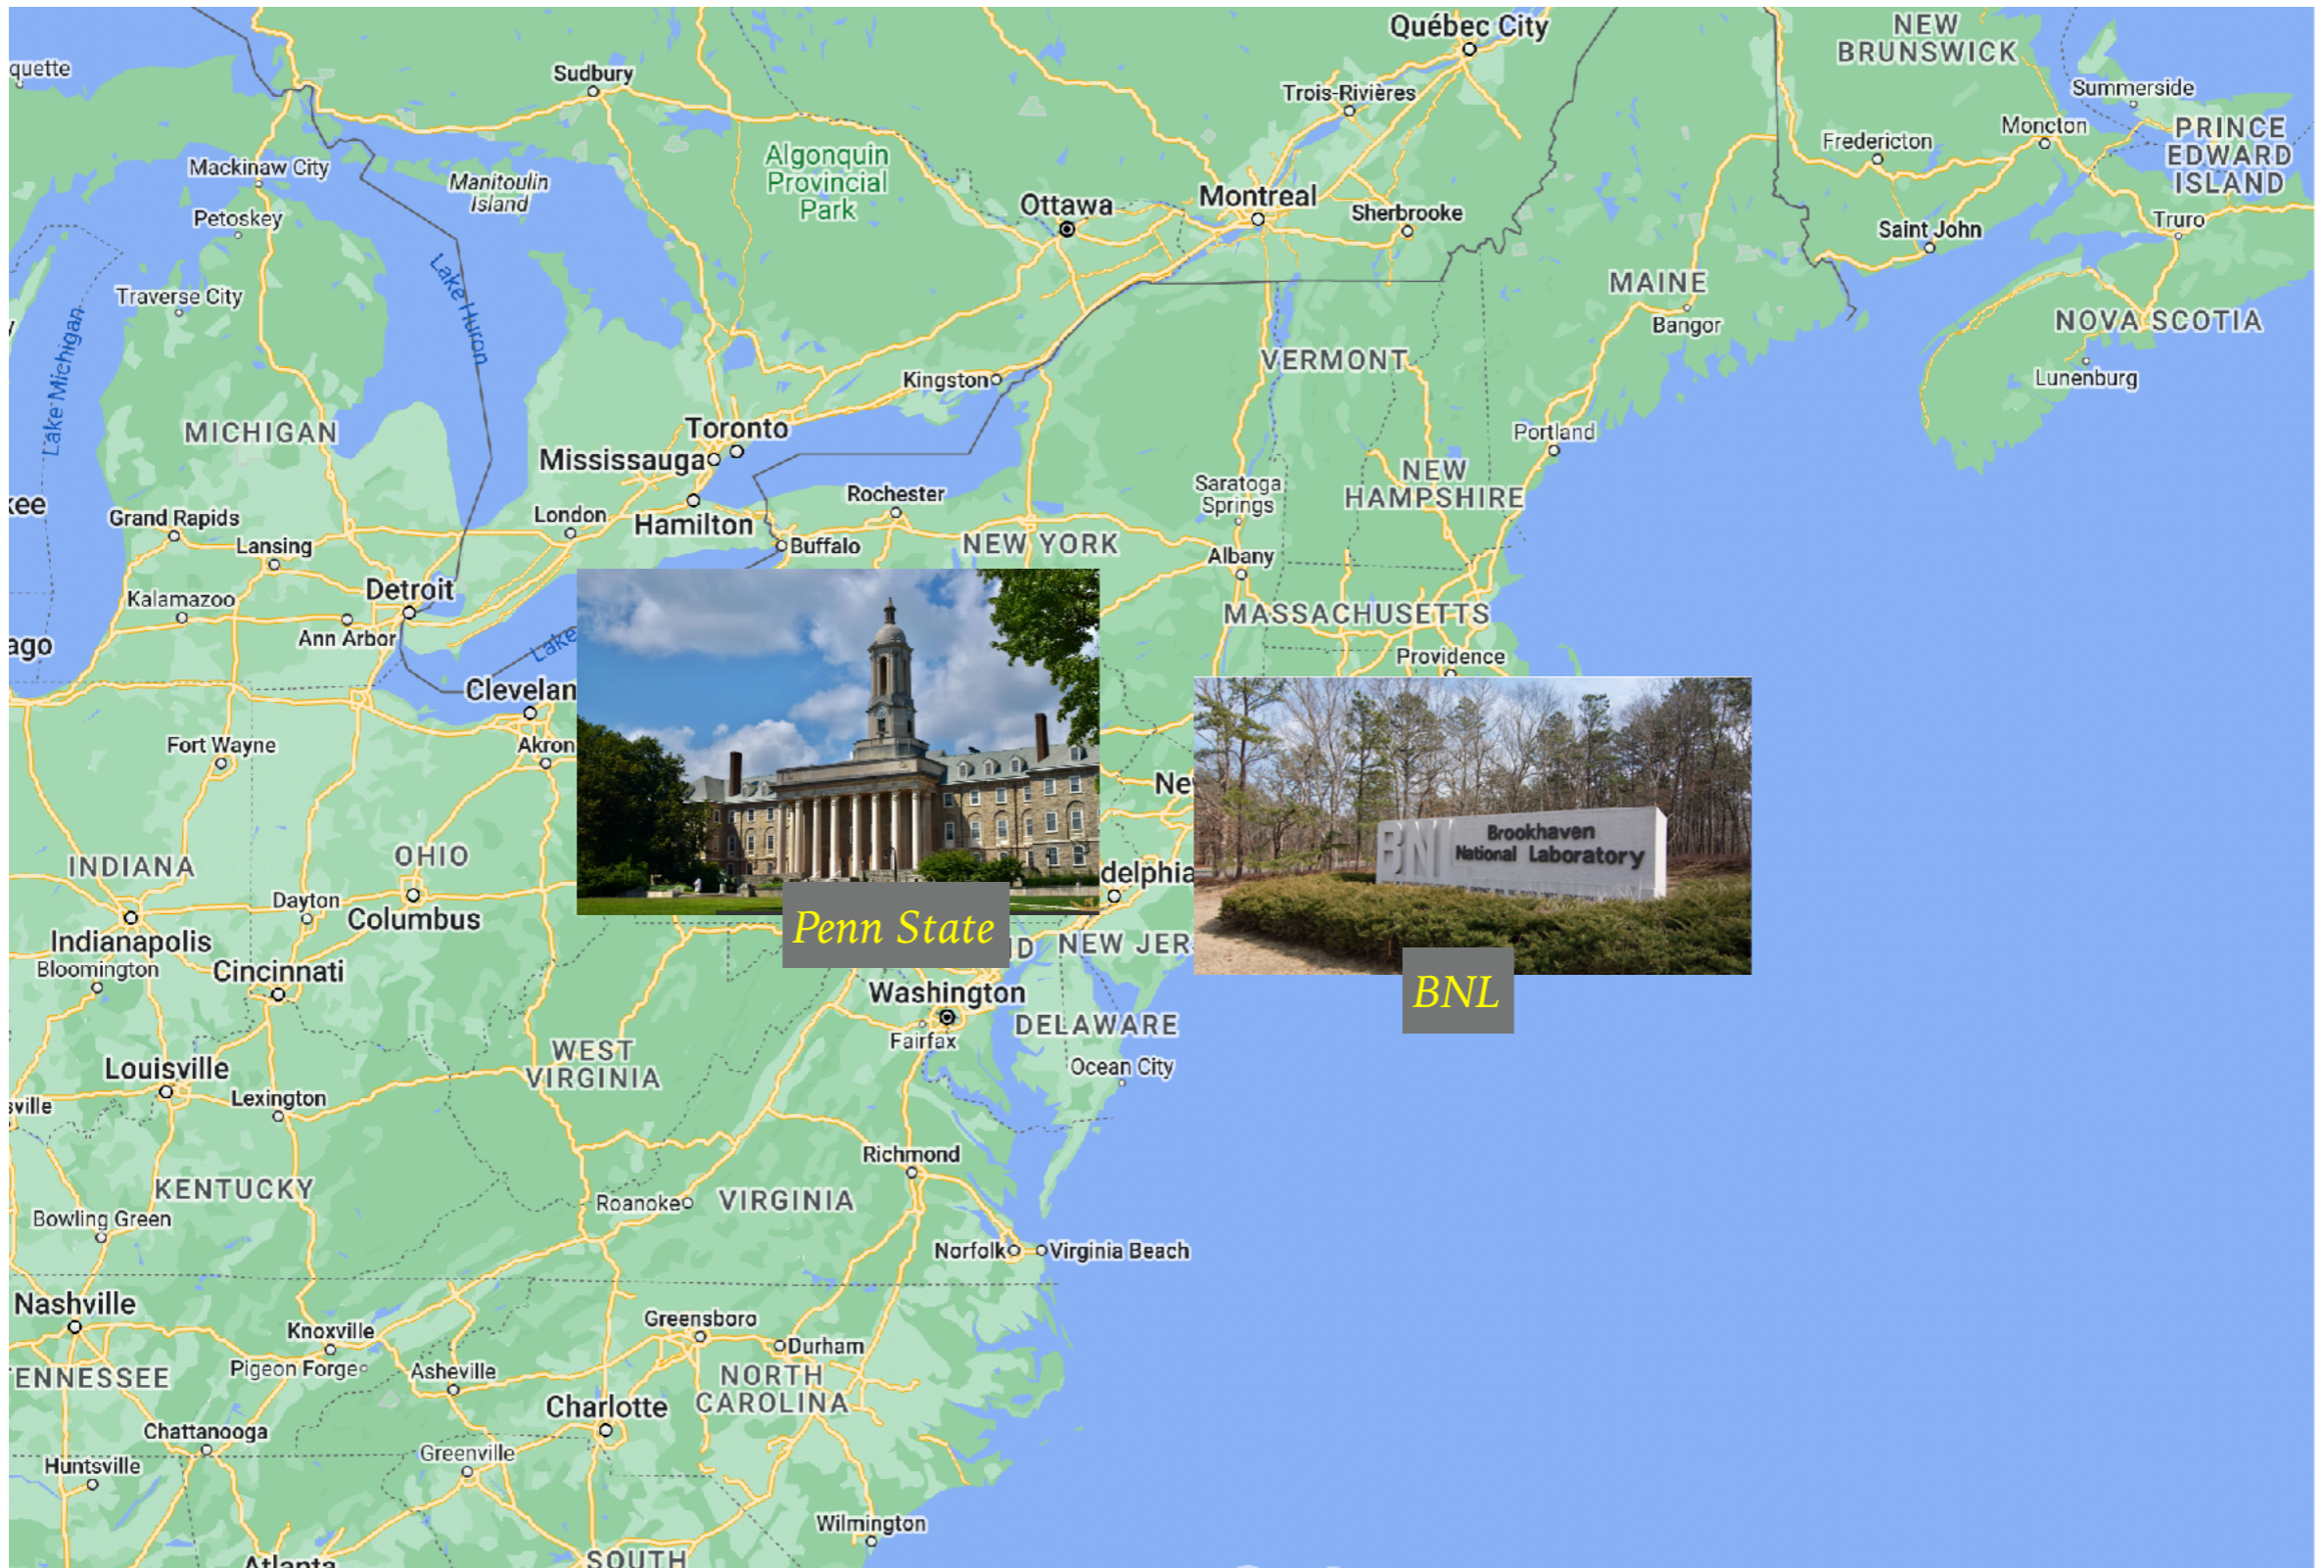 Québec City
NEW
BRUNSWICK
quette
Sudbury
Trois-Rivières
Summerside
Fredericton
Moncton
PRINCE
EDWARD
ISLAND
Mackinaw City
Manitoulin
Island
Algonquin
Provincial
Park
Ottawa
Montreal
Sherbrooke
Petoskey
Saint John
Truro
Lake Huron
Traverse City
MAINE
Bangor
NOVA SCOTIA
Lake Michigan
VERMONT
Kingston
Lunenburg
MICHIGAN
Toronto
Portland
Mississauga
NEW
HAMPSHIRE
Saratoga
Springs
kee
Grand Rapids
London
Hamilton
Rochester
Lansing
Buffalo
NEW YORK
Albany
Detroit
Kalamazoo
MASSACHUSETTS
Ann Arbor
ago
Lake
Providence
Clevelan
Fort Wayne
Akron
Ne
BNL
Brookhaven
National Laboratory
INDIANA
OHIO
delphia
Dayton
Columbus
Penn State
Indianapolis
ND
NEW JER
Bloomington
Cincinnati
BNL
Washington
DELAWARE
Fairfax
WEST
VIRGINIA
Ocean City
Louisville
Lexington
sville
Richmond
KENTUCKY
Roanoke
VIRGINIA
Bowling Green
Norfolk
Virginia Beach
Nashville
Knoxville
Greensboro
Durham
Pigeon Forge
Asheville
ENNESSEE
NORTH
CAROLINA
Charlotte
Chattanooga
Greenville
Huntsville
Wilmington
Atlanta
SOUTH